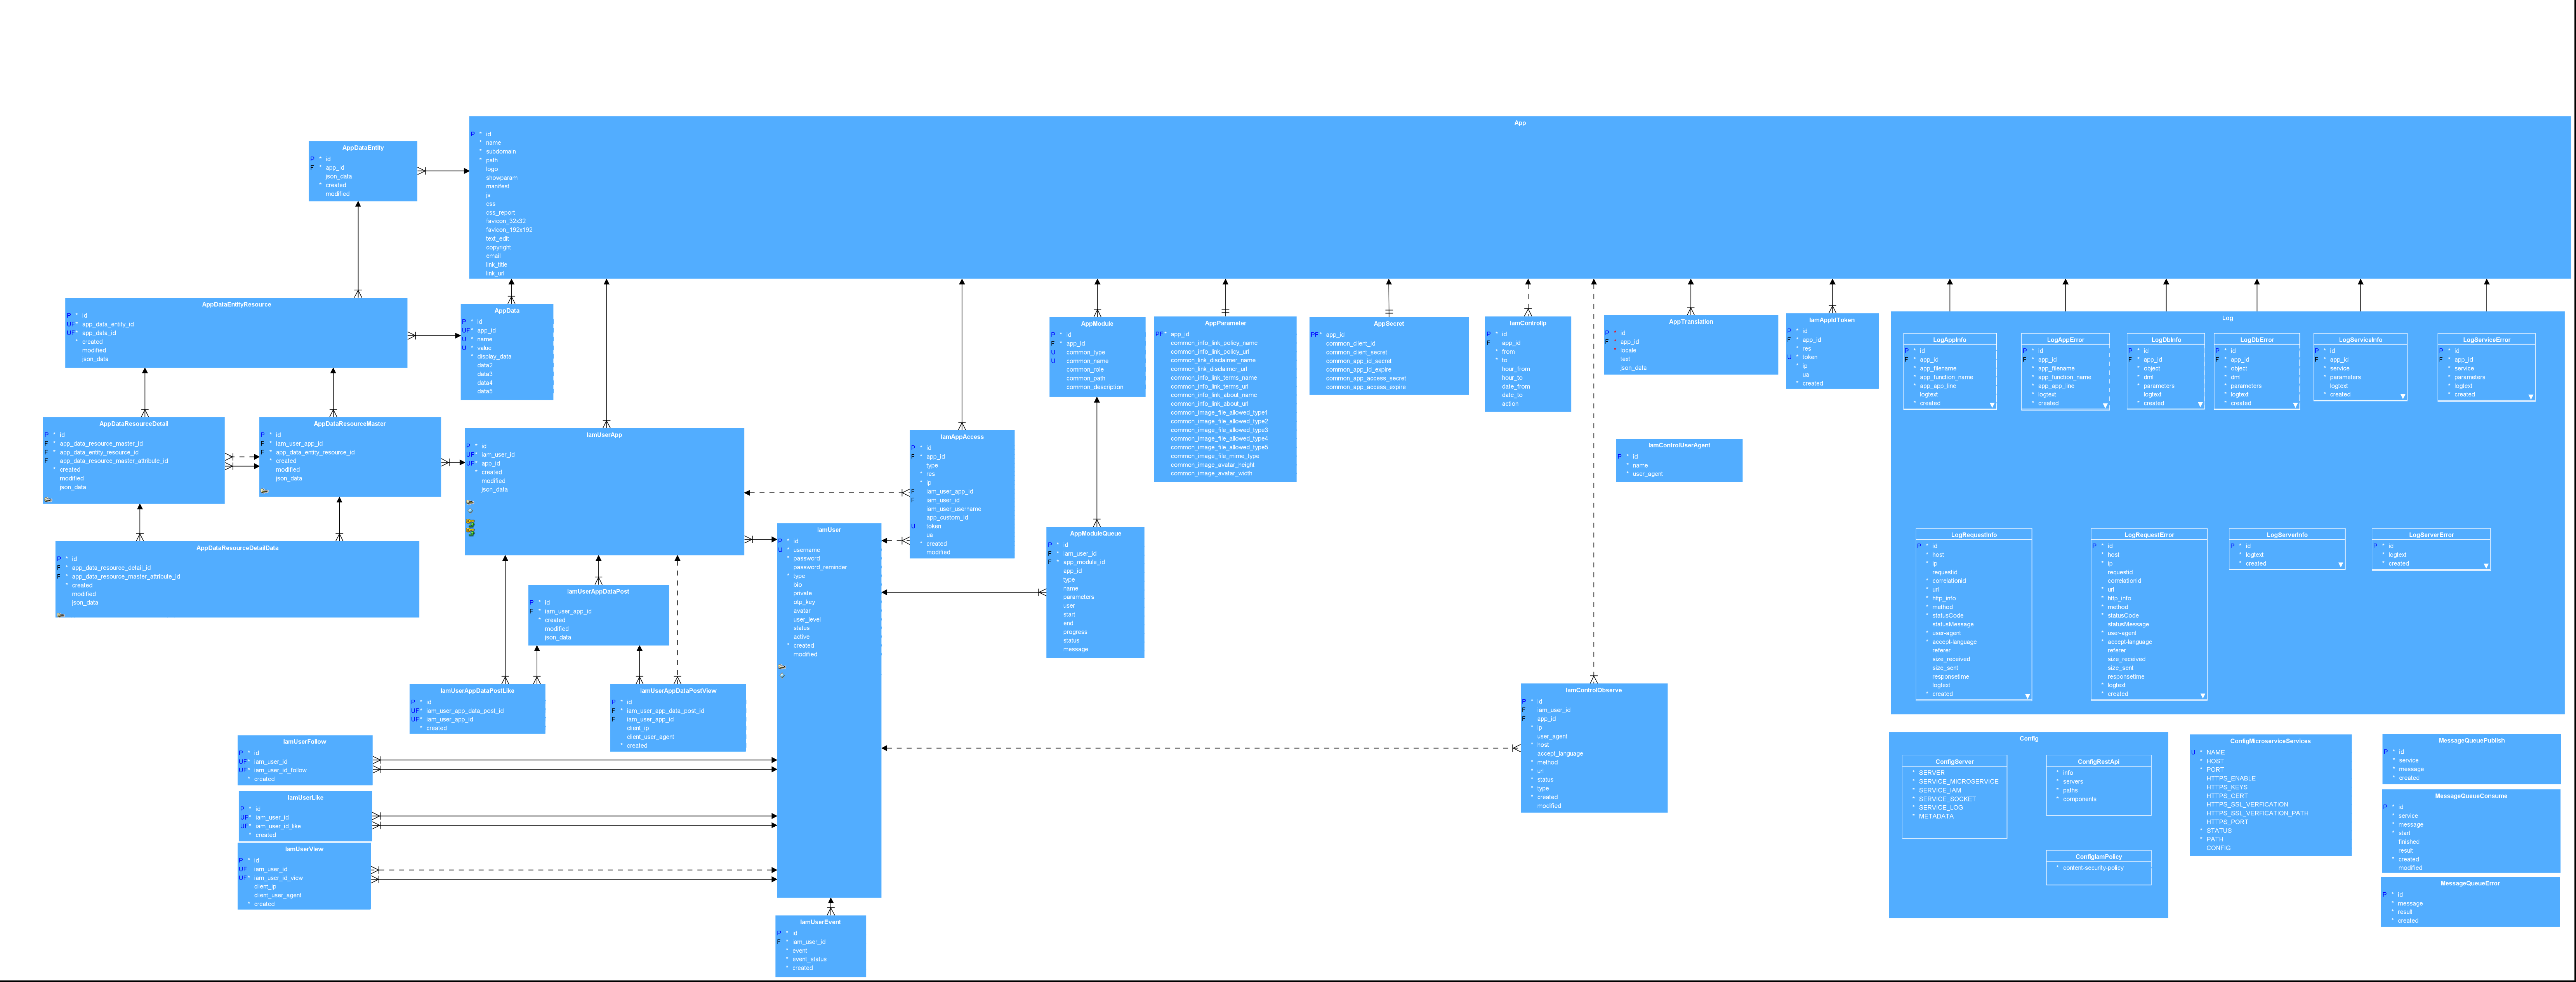 App
P * id
* name
* subdomain
* path
logo
showparam
manifest
js
css
css_report
favicon_32x32
favicon_192x192
text_edit
copyright
email
link_title
link_url
AppDataEntity
P * id
F * app_id
json_data
* created
modified
AppDataEntityResource
P * id
UF* app_data_entity_id
UF* app_data_id
* created
modified
json_data
AppData
P * id
UF* app_id
U * name
U * value
* display_data
data2
data3
data4
data5
AppDataResourceDetail
P * id
F * app_data_resource_master_id
F * app_data_entity_resource_id
F app_data_resource_master_attribute_id
* created
modified
json_data
AppDataResourceMaster
P * id
F * iam_user_app_id
F * app_data_entity_resource_id
* created
modified
json_data
AppDataResourceDetailData
P * id
F * app_data_resource_detail_id
F * app_data_resource_master_attribute_id
* created
modified
json_data
IamUserApp
P * id
UF* iam_user_id
UF* app_id
* created
modified
json_data
IamUserAppDataPost
P * id
F * iam_user_app_id
* created
modified
json_data
IamUserAppDataPostLike
P * id
UF* iam_user_app_data_post_id
UF* iam_user_app_id
* created
IamUserAppDataPostView
P * id
F * iam_user_app_data_post_id
F iam_user_app_id
client_ip
client_user_agent
* created
IamUserFollow
P * id
UF* iam_user_id
UF* iam_user_id_follow
* created
IamUserLike
P * id
UF* iam_user_id
UF* iam_user_id_like
* created
IamUserView
P * id
UF iam_user_id
UF* iam_user_id_view
client_ip
client_user_agent
* created
IamUser
P * id
U * username
* password
password_reminder
* type
bio
private
otp_key
avatar
user_level
status
active
* created
modified
IamUserEvent
P * id
F * iam_user_id
* event
* event_status
* created
IamAppAccess
P * id
F * app_id
type
* res
* ip
F iam_user_app_id
F iam_user_id
iam_user_username
app_custom_id
U token
ua
* created
modified
AppModule
P * id
F * app_id
U common_type
U common_name
common_role
common_path
common_description
AppModuleQueue
P * id
F * iam_user_id
F * app_module_id
app_id
type
name
parameters
user
start
end
progress
status
message
AppParameter
PF* app_id
common_info_link_policy_name
common_info_link_policy_url
common_link_disclaimer_name
common_link_disclaimer_url
common_info_link_terms_name
common_info_link_terms_url
common_info_link_about_name
common_info_link_about_url
common_image_file_allowed_type1
common_image_file_allowed_type2
common_image_file_allowed_type3
common_image_file_allowed_type4
common_image_file_allowed_type5
common_image_file_mime_type
common_image_avatar_height
common_image_avatar_width
AppSecret
PF* app_id
common_client_id
common_client_secret
common_app_id_secret
common_app_id_expire
common_app_access_secret
common_app_access_expire
IamControlIp
P * id
F app_id
* from
* to
hour_from
hour_to
date_from
date_to
action
AppTranslation
P * id
F * app_id
* locale
text
json_data
IamAppIdToken
P * id
F * app_id
* res
U * token
* ip
ua
* created
IamControlUserAgent
P * id
* name
* user_agent
IamControlObserve
P * id
F iam_user_id
F app_id
* ip
user_agent
* host
accept_language
* method
* url
* status
* type
* created
modified
Log
LogAppInfo
P * id
F * app_id
* app_filename
* app_function_name
* app_app_line
logtext
* created
LogAppError
P * id
F * app_id
* app_filename
* app_function_name
* app_app_line
* logtext
* created
LogDbInfo
P * id
F * app_id
* object
* dml
* parameters
logtext
* created
LogDbError
P * id
F * app_id
* object
* dml
* parameters
* logtext
* created
LogServiceInfo
P * id
F * app_id
* service
* parameters
logtext
* created
LogServiceError
P * id
F * app_id
* service
* parameters
* logtext
* created
LogRequestInfo
P * id
* host
* ip
requestid
* correlationid
* url
* http_info
* method
* statusCode
statusMessage
* user-agent
* accept-language
referer
size_received
size_sent
responsetime
logtext
* created
LogRequestError
P * id
* host
* ip
requestid
correlationid
* url
* http_info
* method
* statusCode
statusMessage
* user-agent
* accept-language
referer
size_received
size_sent
responsetime
* logtext
* created
LogServerInfo
P * id
* logtext
* created
LogServerError
P * id
* logtext
* created
Config
ConfigServer
* SERVER
* SERVICE_MICROSERVICE
* SERVICE_IAM
* SERVICE_SOCKET
* SERVICE_LOG
* METADATA
ConfigRestApi
* info
* servers
* paths
* components
ConfigIamPolicy
* content-security-policy
ConfigMicroserviceServices
U * NAME
* HOST
* PORT
HTTPS_ENABLE
HTTPS_KEYS
HTTPS_CERT
HTTPS_SSL_VERFICATION
HTTPS_SSL_VERFICATION_PATH
HTTPS_PORT
* STATUS
* PATH
CONFIG
MessageQueuePublish
P * id
* service
* message
* created
MessageQueueConsume
P * id
* service
* message
* start
finished
result
* created
modified
MessageQueueError
P * id
* message
* result
* created